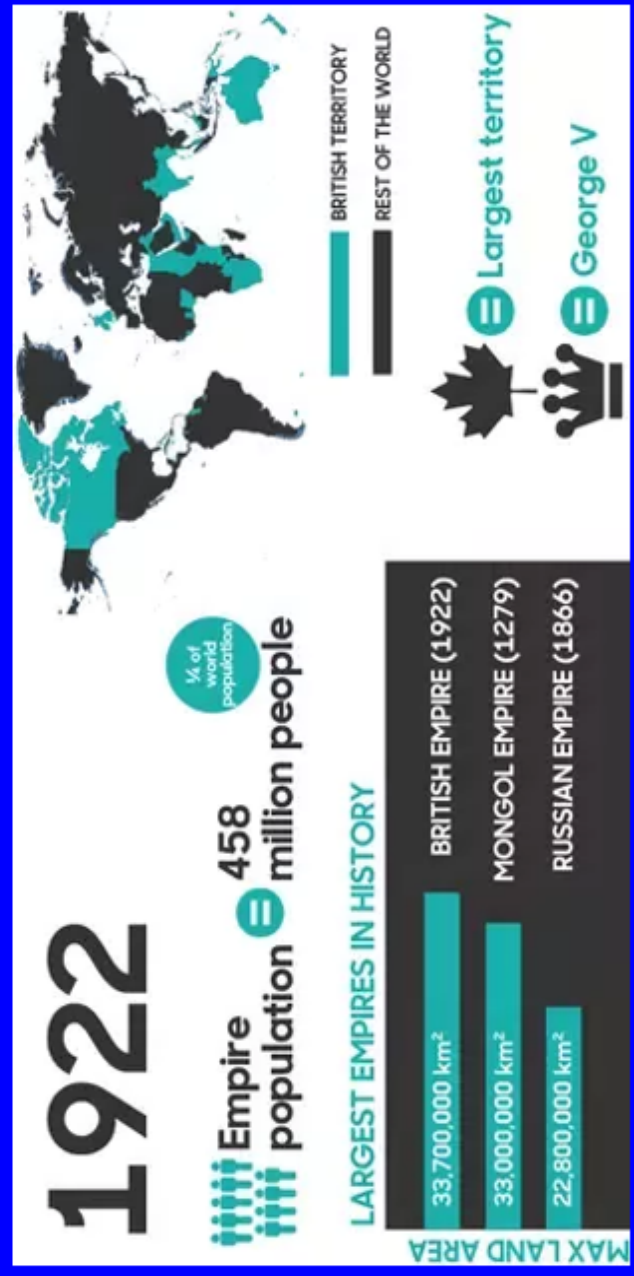 1922
Empire
population
=
458
million people
¼ of
world
population
BRITISH TERRITORY
REST OF THE WORLD
= Largest territory
= George V
LARGEST EMPIRES IN HISTORY
MAX LAND AREA
33,700,000 km² BRITISH EMPIRE (1922)
33,000,000 km² MONGOL EMPIRE (1279)
22,800,000 km² RUSSIAN EMPIRE (1866)